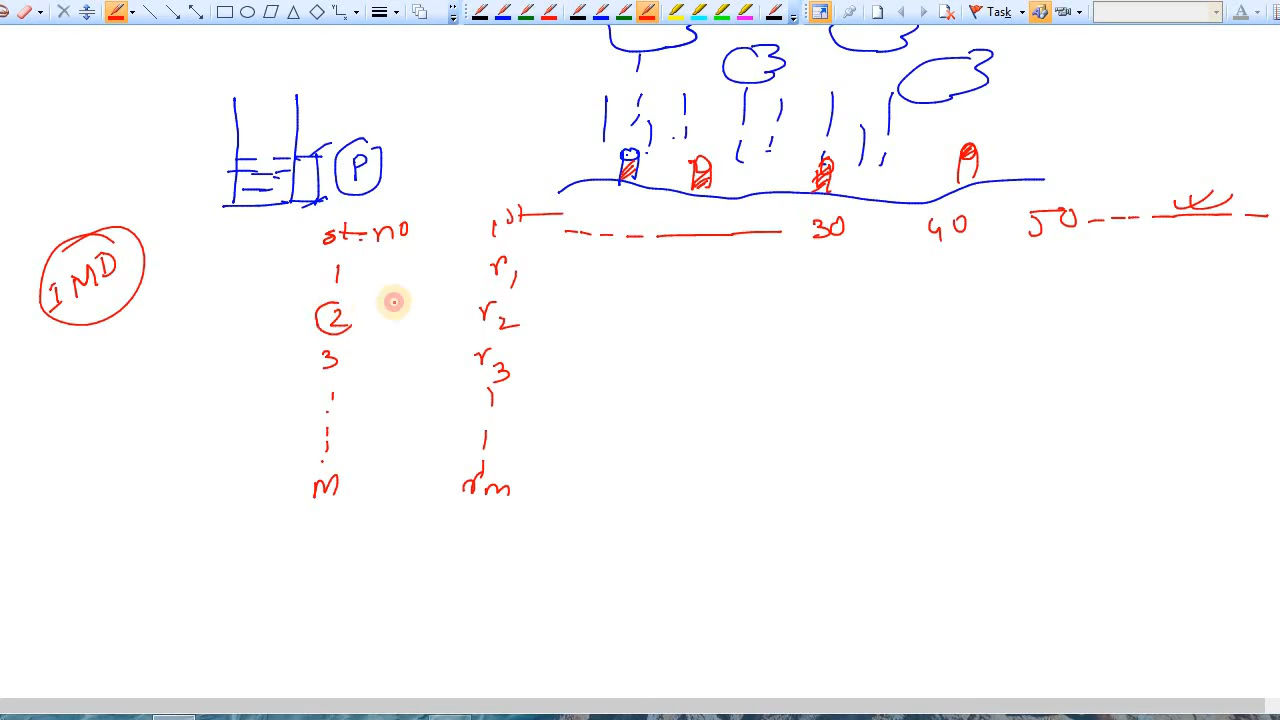 Task
A
P
st. no 1st - - - - ——— 30 40 50 - - - —— -
IMD
1 r1
2 r2
3 r3
M rm